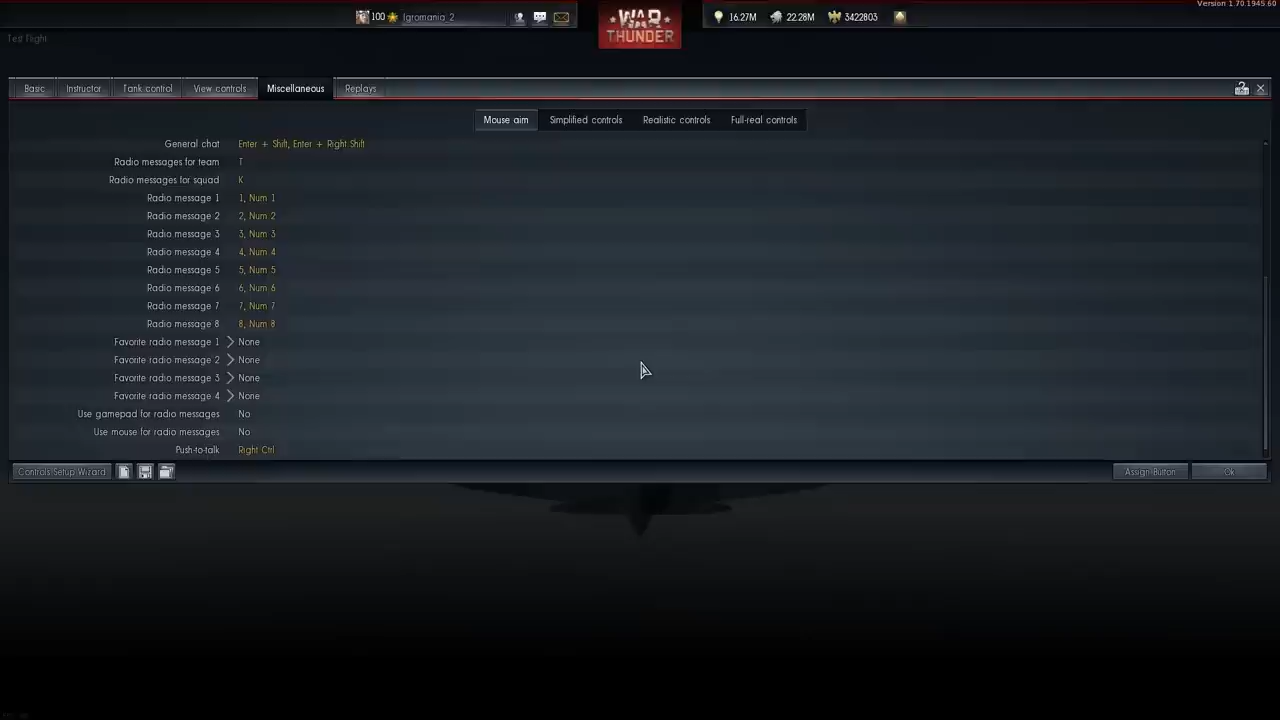 Version 1.70.1945.60
100 Igromania 2
WAR THUNDER
16.27M 22.28M 3422803
Test Flight
Basic Instructor Tank control View controls Miscellaneous Replays
Mouse aim Simplified controls Realistic controls Full-real controls
General chat Enter + Shift, Enter + Right Shift
Radio messages for team T
Radio messages for squad K
Radio message 1 1, Num 1
Radio message 2 2, Num 2
Radio message 3 3, Num 3
Radio message 4 4, Num 4
Radio message 5 5, Num 5
Radio message 6 6, Num 6
Radio message 7 7, Num 7
Radio message 8 8, Num 8
Favorite radio message 1 None
Favorite radio message 2 None
Favorite radio message 3 None
Favorite radio message 4 None
Use gamepad for radio messages No
Use mouse for radio messages No
Push-to-talk Right Ctrl
Controls Setup Wizard Assign Button Ok